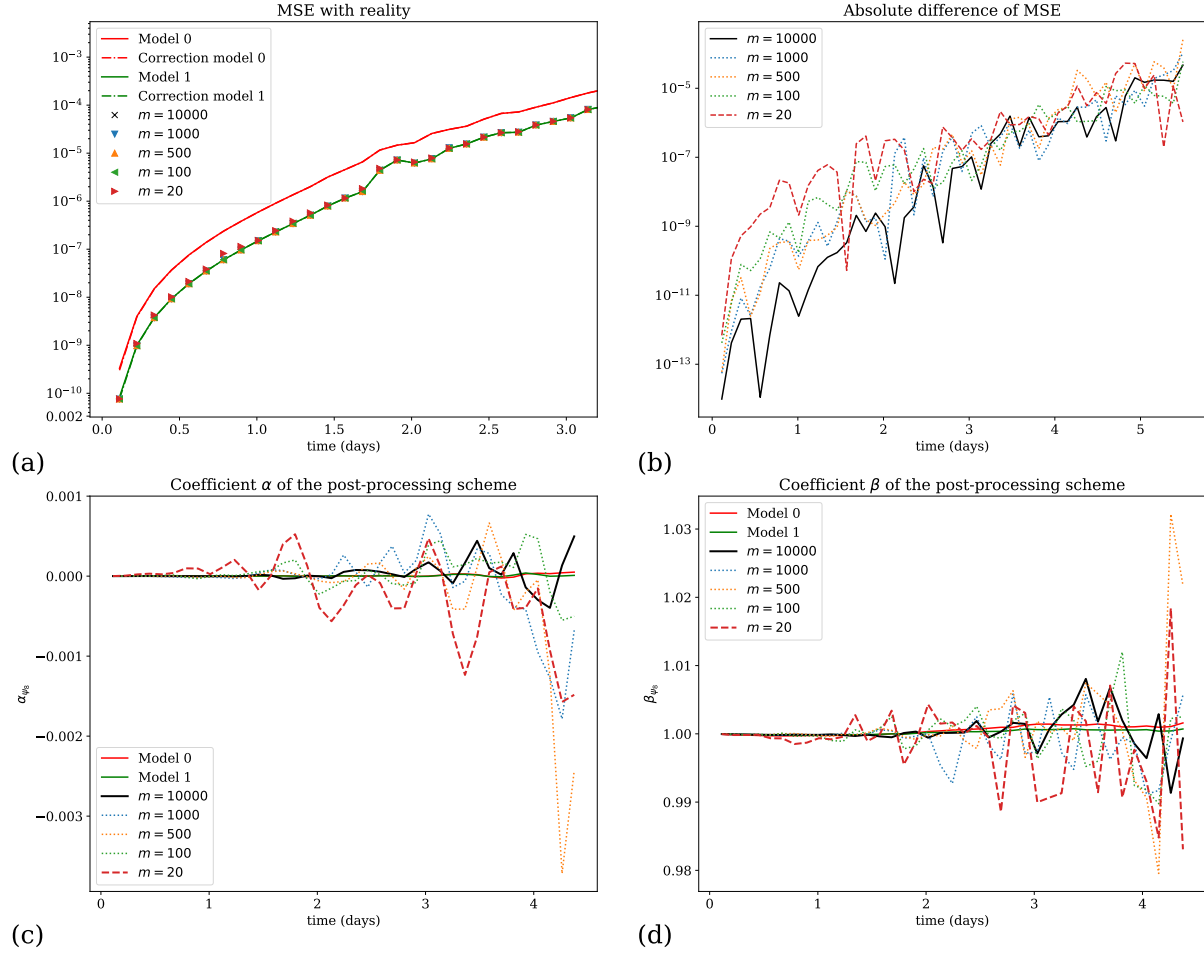 MSE with reality
Model 0
Correction model 0
Model 1
Correction model 1
m = 10000
m = 1000
m = 500
m = 100
m = 20
10⁻³
10⁻⁴
10⁻⁵
10⁻⁶
10⁻⁷
10⁻⁸
10⁻⁹
10⁻¹⁰
0.002
0.0 0.5 1.0 1.5 2.0 2.5 3.0
time (days)
(a)
Absolute difference of MSE
m = 10000
m = 1000
m = 500
m = 100
m = 20
10⁻⁵
10⁻⁷
10⁻⁹
10⁻¹¹
10⁻¹³
0 1 2 3 4 5
time (days)
(b)
Coefficient α of the post-processing scheme
0.001
0.000
−0.001
−0.002
−0.003
α_ψ₈
Model 0
Model 1
m = 10000
m = 1000
m = 500
m = 100
m = 20
0 1 2 3 4
time (days)
(c)
Coefficient β of the post-processing scheme
Model 0
Model 1
m = 10000
m = 1000
m = 500
m = 100
m = 20
1.03
1.02
1.01
1.00
0.99
0.98
β_ψ₈
0 1 2 3 4
time (days)
(d)